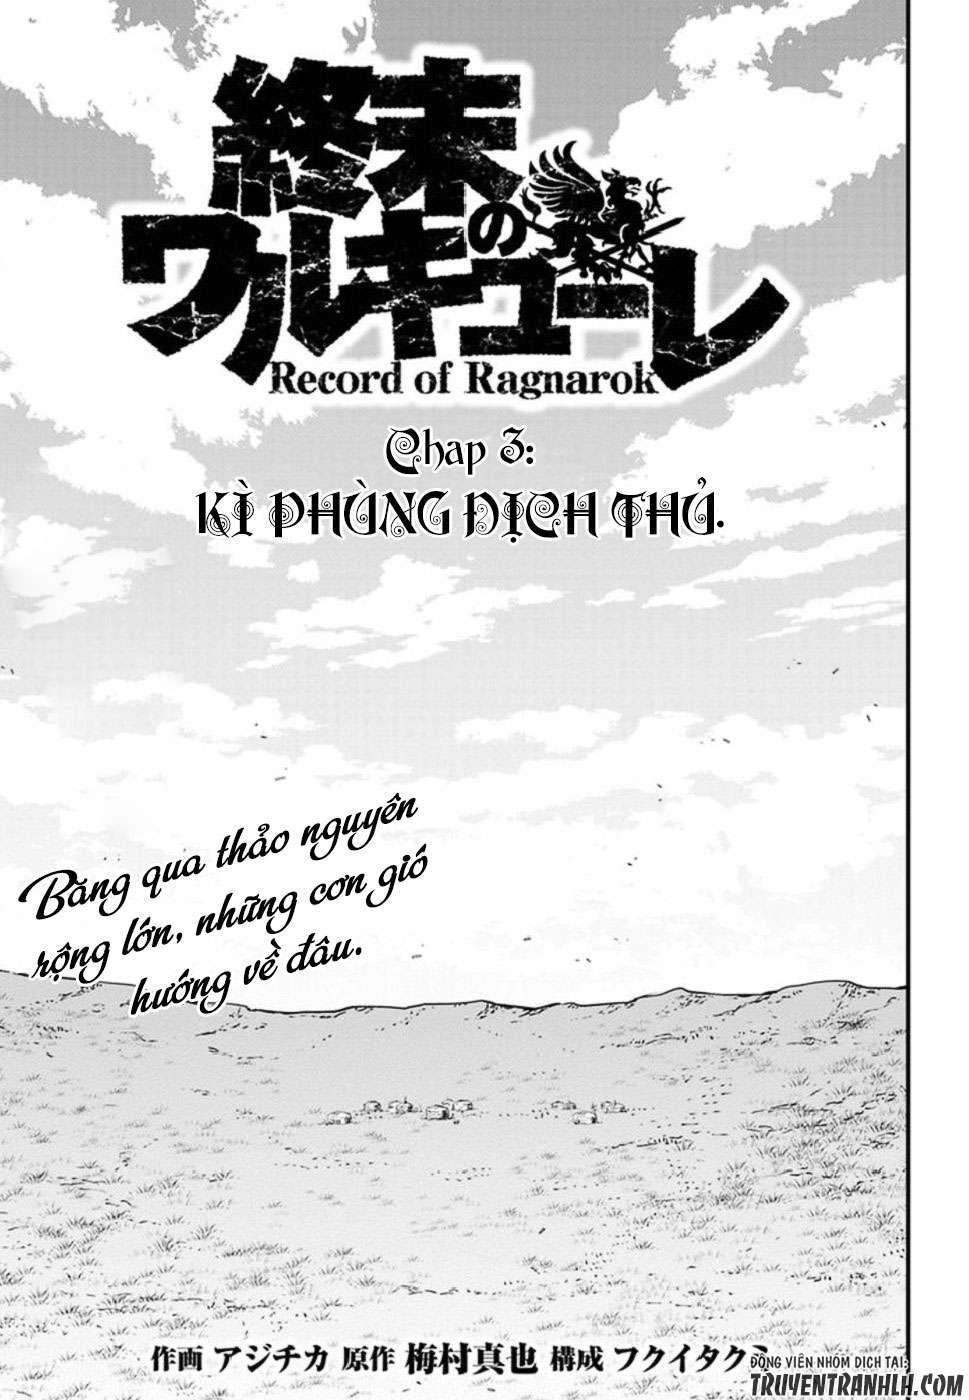 終末の
ワルキューレ
Record of Ragnarok
Chap 3:
KÌ PHÙNG ĐỊCH THỦ.
Băng qua thảo nguyên
rộng lớn, những cơn gió
hướng về đâu.
作画 アジチカ 原作 梅村真也 構成 フクイタクミ
ĐỘNG VIÊN NHÓM DỊCH TẠI:
TRUYENTRANHLH.COM